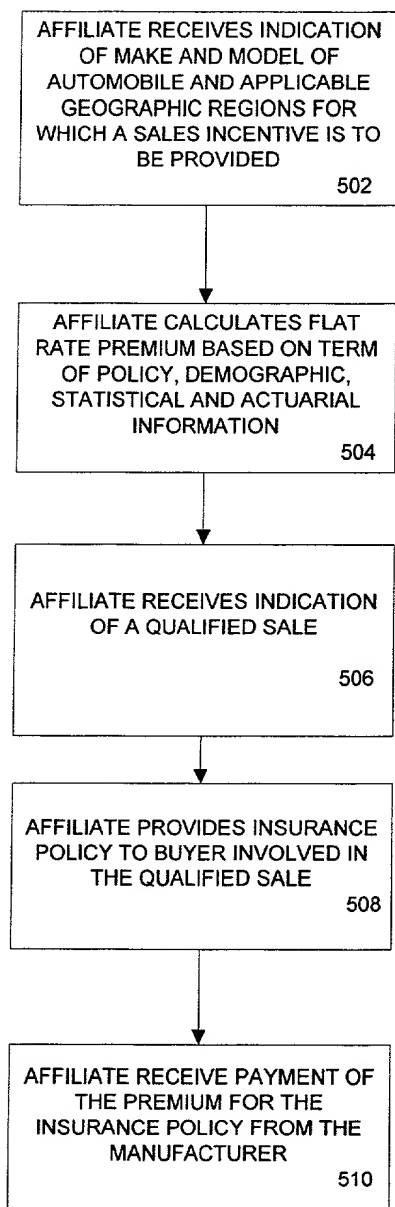 AFFILIATE RECEIVES INDICATION
OF MAKE AND MODEL OF
AUTOMOBILE AND APPLICABLE
GEOGRAPHIC REGIONS FOR
WHICH A SALES INCENTIVE IS TO
BE PROVIDED
502
AFFILIATE CALCULATES FLAT
RATE PREMIUM BASED ON TERM
OF POLICY, DEMOGRAPHIC,
STATISTICAL AND ACTUARIAL
INFORMATION
504
AFFILIATE RECEIVES INDICATION
OF A QUALIFIED SALE
506
AFFILIATE PROVIDES INSURANCE
POLICY TO BUYER INVOLVED IN
THE QUALIFIED SALE
508
AFFILIATE RECEIVE PAYMENT OF
THE PREMIUM FOR THE
INSURANCE POLICY FROM THE
MANUFACTURER
510